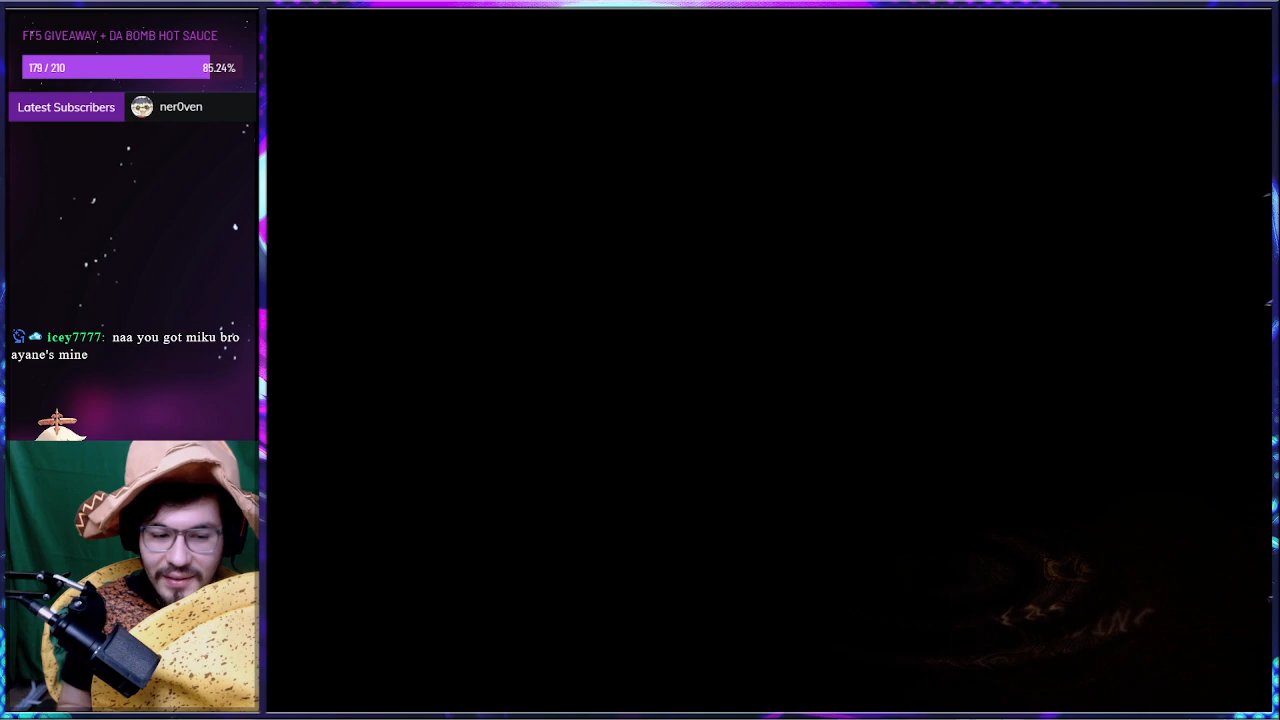 FF5 GIVEAWAY + DA BOMB HOT SAUCE
179 / 210 85.24%
Latest Subscribers ner0ven
icey7777: naa you got miku bro
ayane's mine